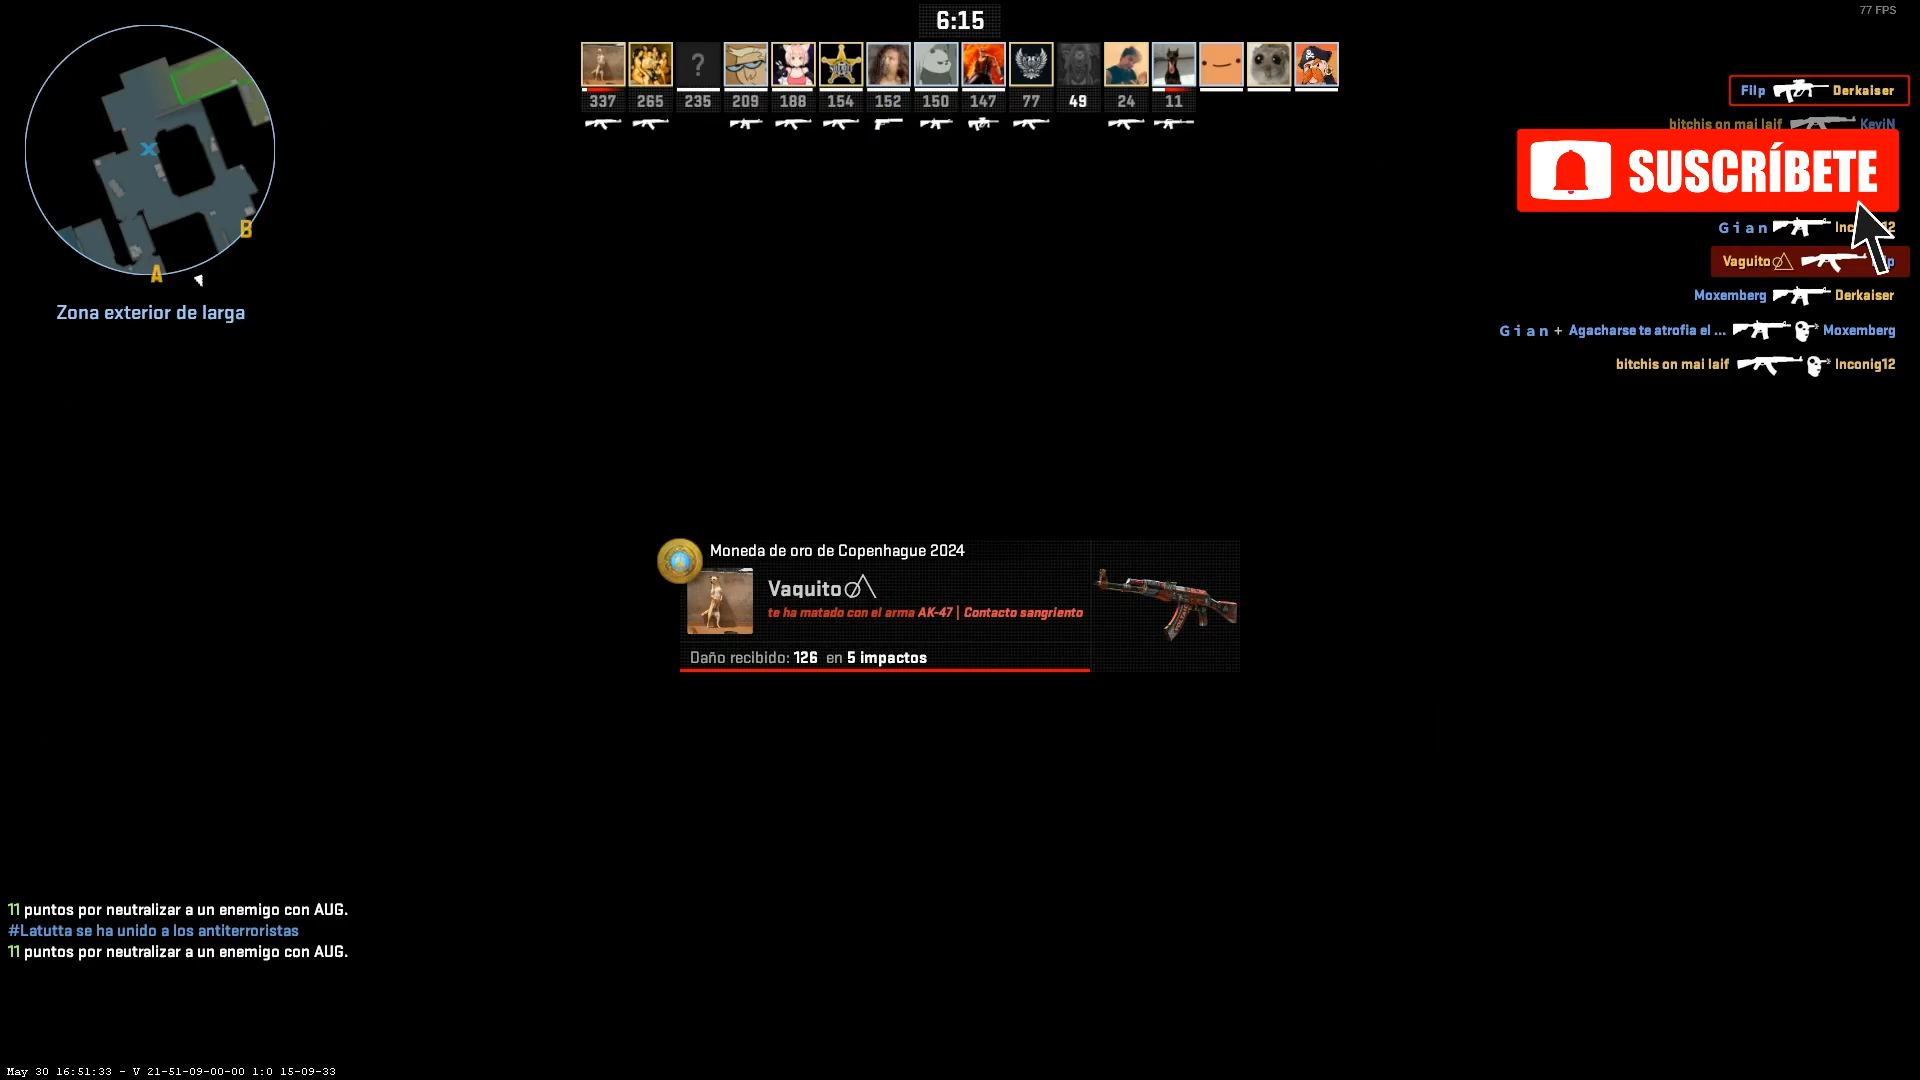 6:15
77 FPS
?
337 265 235 209 188 154 152 150 147 77 49 24 11
Filp Derkaiser
bitchis on mai laif KeviN
SUSCRÍBETE
G i a n
Vaquito
Moxemberg Derkaiser
G i a n + Agacharse te atrofia el ... Moxemberg
bitchis on mai laif Inconig12
B
A
Zona exterior de larga
Moneda de oro de Copenhague 2024
Vaquito
te ha matado con el arma AK-47 | Contacto sangriento
Daño recibido: 126 en 5 impactos
11 puntos por neutralizar a un enemigo con AUG.
#Latutta se ha unido a los antiterroristas
11 puntos por neutralizar a un enemigo con AUG.
May 30 16:51:33 - V 21-51-09-00-00 1:0 15-09-33